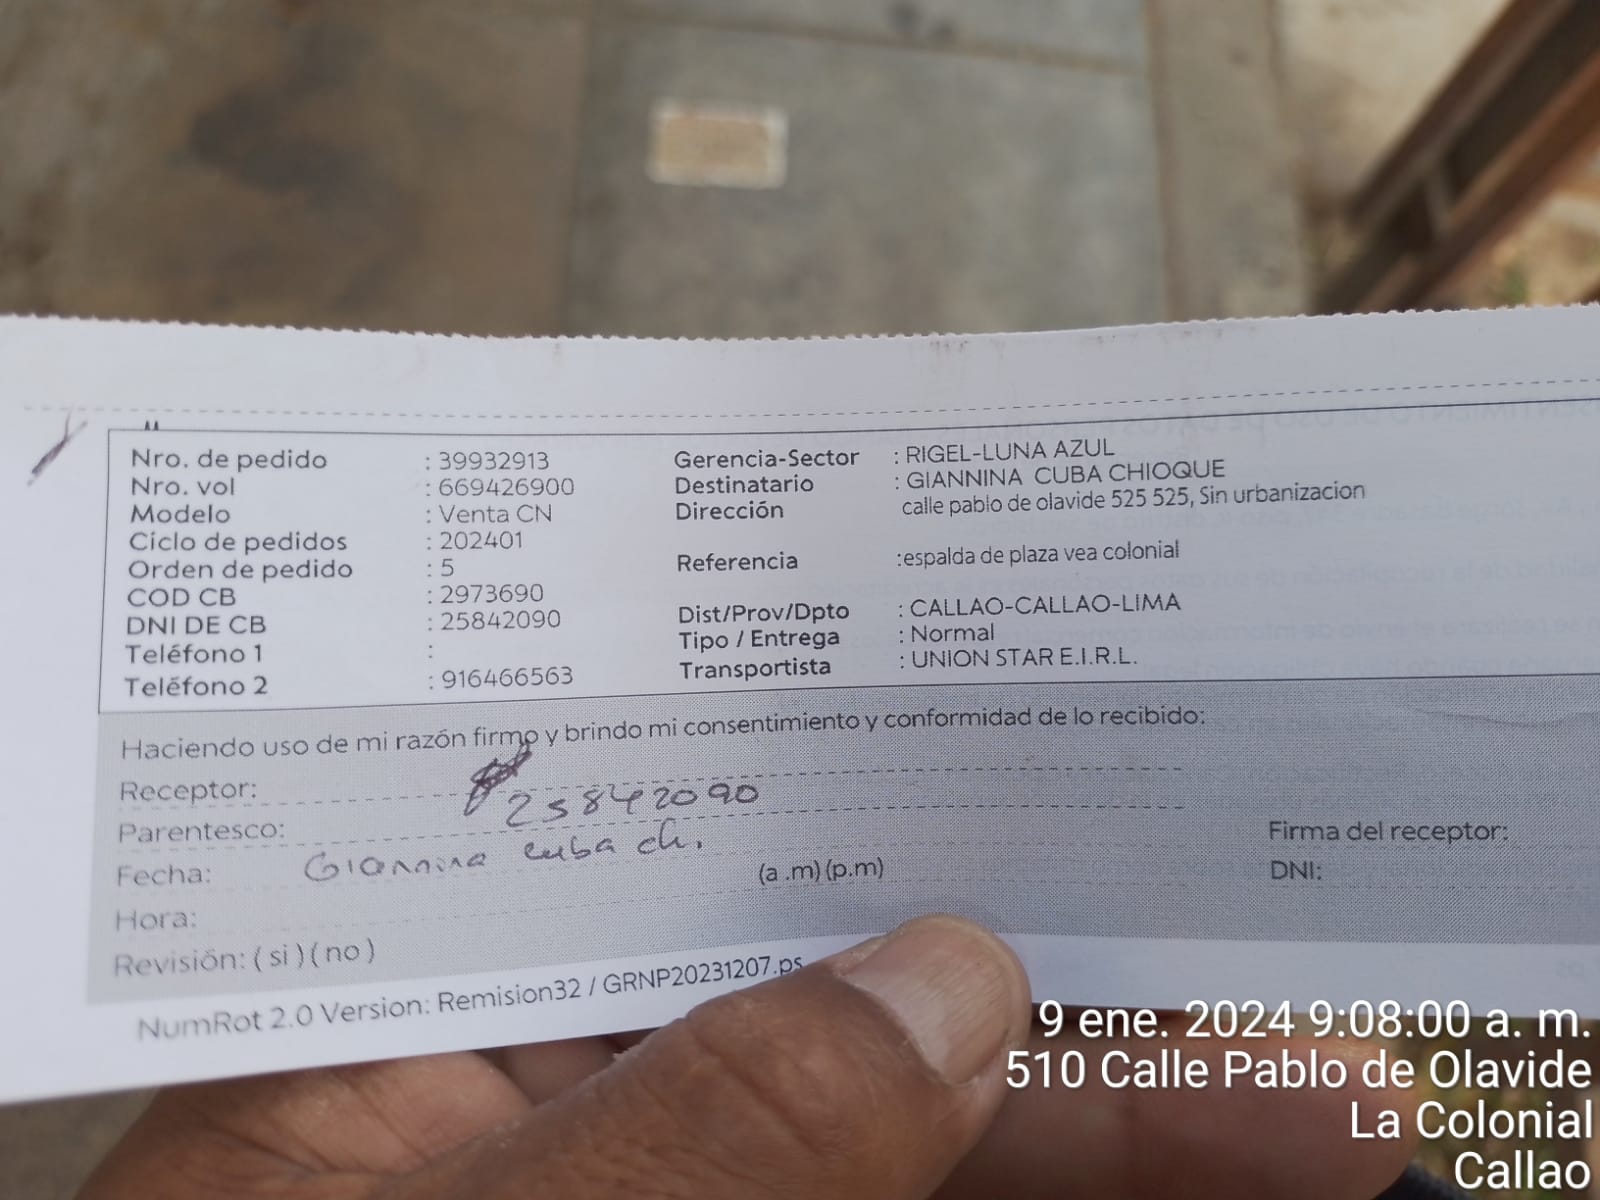 Nro. de pedido : 39932913 Gerencia-Sector : RIGEL-LUNA AZUL
Nro. vol : 669426900 Destinatario : GIANNINA CUBA CHIOQUE
Modelo : Venta CN Dirección calle pablo de olavide 525 525, Sin urbanizacion
Ciclo de pedidos : 202401
Orden de pedido : 5 Referencia :espalda de plaza vea colonial
COD CB : 2973690
DNI DE CB : 25842090 Dist/Prov/Dpto : CALLAO-CALLAO-LIMA
Teléfono 1 : Tipo / Entrega : Normal
Teléfono 2 : 916466563 Transportista : UNION STAR E.I.R.L.
Haciendo uso de mi razón firmo y brindo mi consentimiento y conformidad de lo recibido:
Receptor: 25842090
Parentesco: Firma del receptor:
Fecha: Giannina cuba ch. (a .m) (p.m) DNI:
Hora:
Revisión: ( si ) ( no )
NumRot 2.0 Version: Remision32 / GRNP20231207.ps
9 ene. 2024 9:08:00 a. m.
510 Calle Pablo de Olavide
La Colonial
Callao